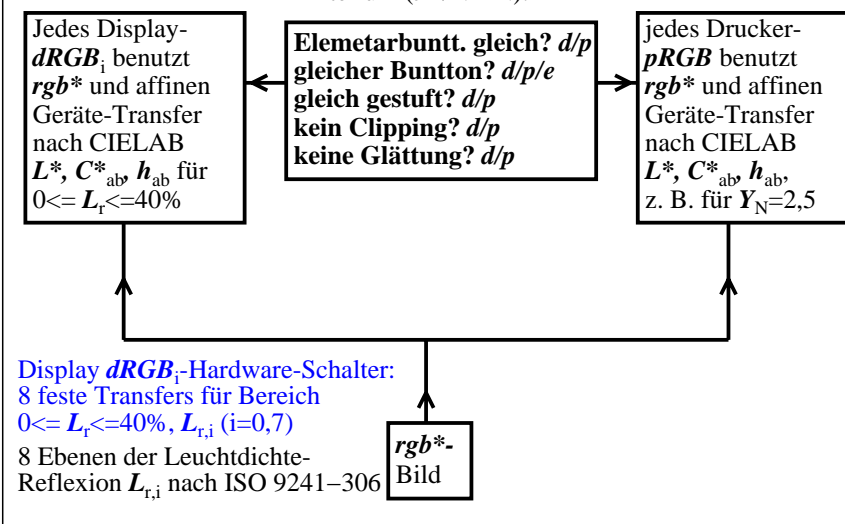 Jedes Display-
dRGBi benutzt
rgb* und affinen
Geräte-Transfer
nach CIELAB
L*, C*ab, hab für
0<= Lr<=40%
Elemetarbuntt. gleich? d/p
gleicher Buntton? d/p/e
gleich gestuft? d/p
kein Clipping? d/p
keine Glättung? d/p
jedes Drucker-
pRGB benutzt
rgb* und affinen
Geräte-Transfer
nach CIELAB
L*, C*ab, hab,
z. B. für YN=2,5
Display dRGBi-Hardware-Schalter:
8 feste Transfers für Bereich
0<= Lr<=40%, Lr,i (i=0,7)
8 Ebenen der Leuchtdichte-
Reflexion Lr,i nach ISO 9241−306
rgb*-
Bild